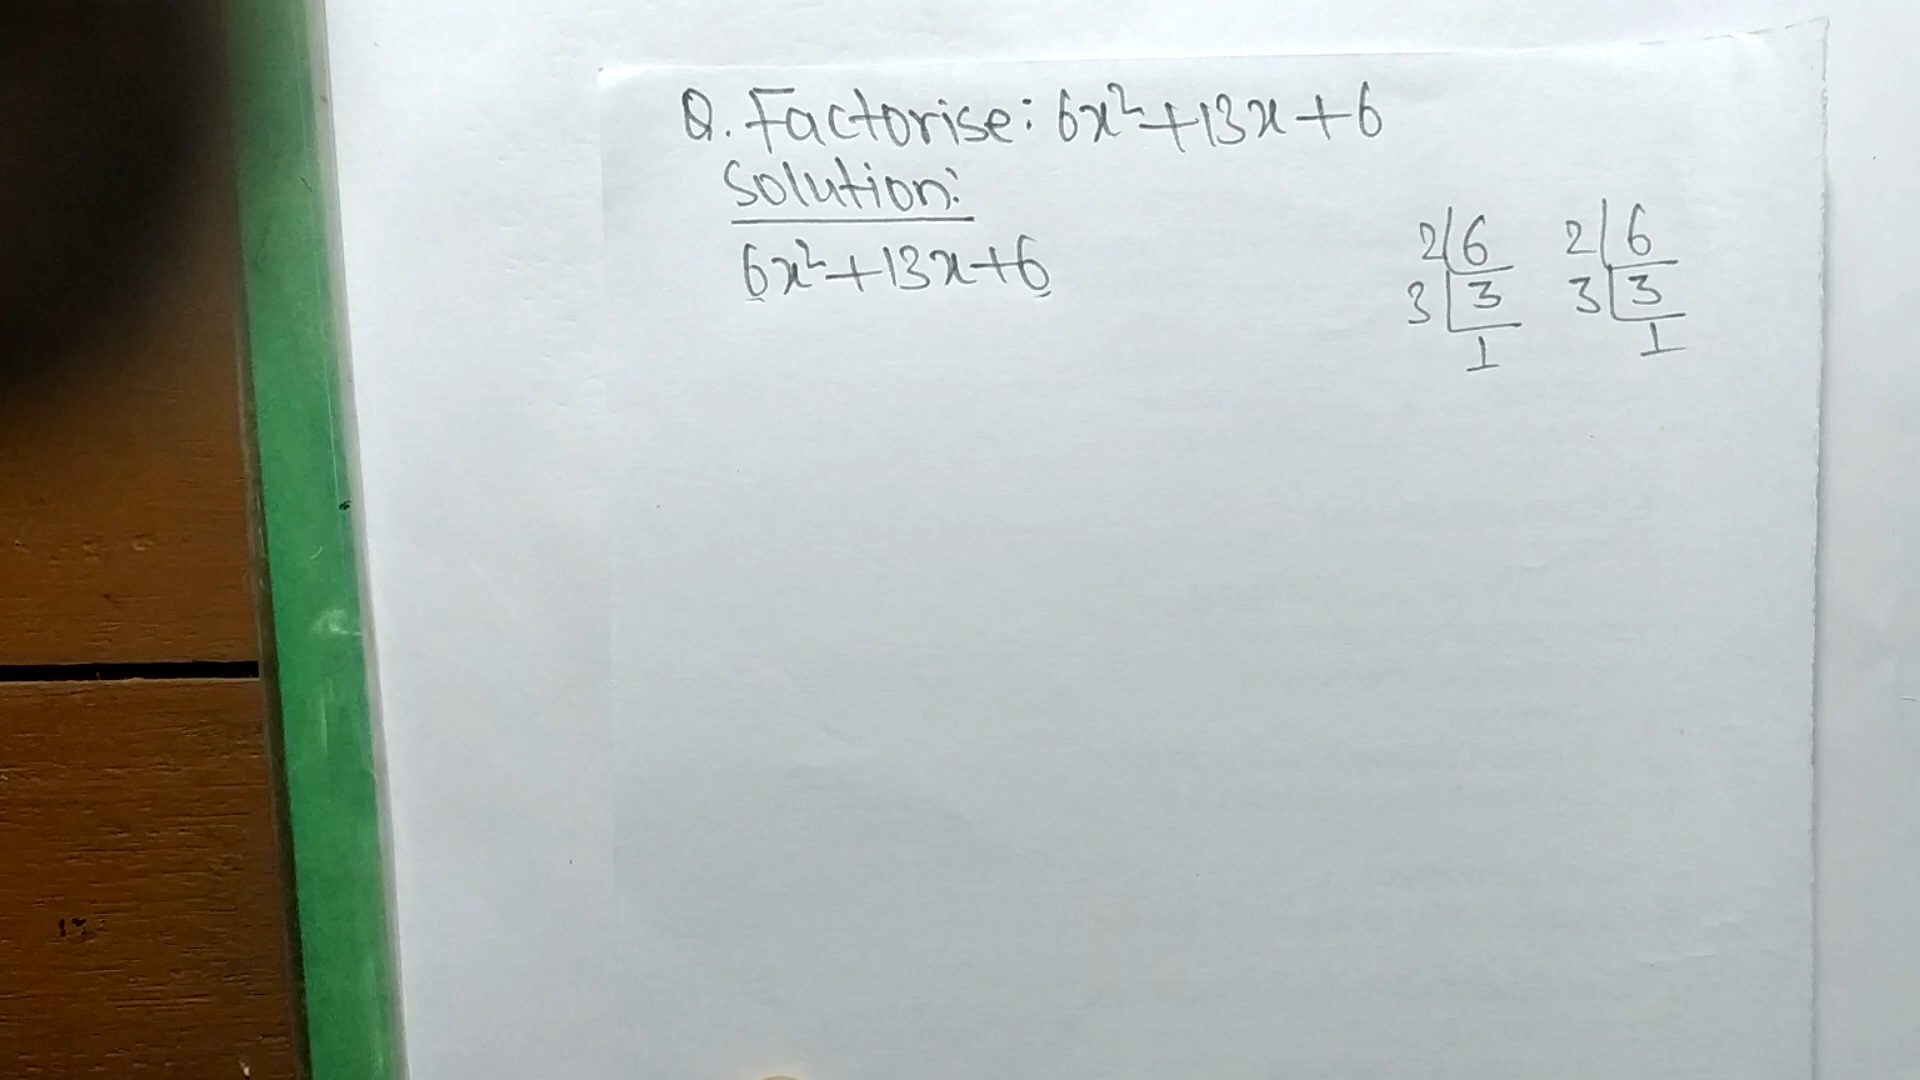 Q. Factorise: 6x²+13x+6
Solution:
6x²+13x+6
2|6 2|6
3|3 3|3
1 1